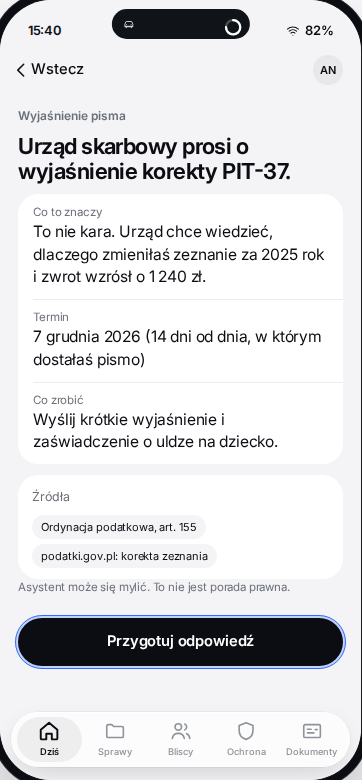 15:40
82%
Wstecz
AN
Wyjaśnienie pisma
Urząd skarbowy prosi o
wyjaśnienie korekty PIT-37.
Co to znaczy
To nie kara. Urząd chce wiedzieć,
dlaczego zmieniłaś zeznanie za 2025 rok
i zwrot wzrósł o 1 240 zł.
Termin
7 grudnia 2026 (14 dni od dnia, w którym
dostałaś pismo)
Co zrobić
Wyślij krótkie wyjaśnienie i
zaświadczenie o uldze na dziecko.
Źródła
Ordynacja podatkowa, art. 155
podatki.gov.pl: korekta zeznania
Asystent może się mylić. To nie jest porada prawna.
Przygotuj odpowiedź
Dziś
Sprawy
Bliscy
Ochrona
Dokumenty